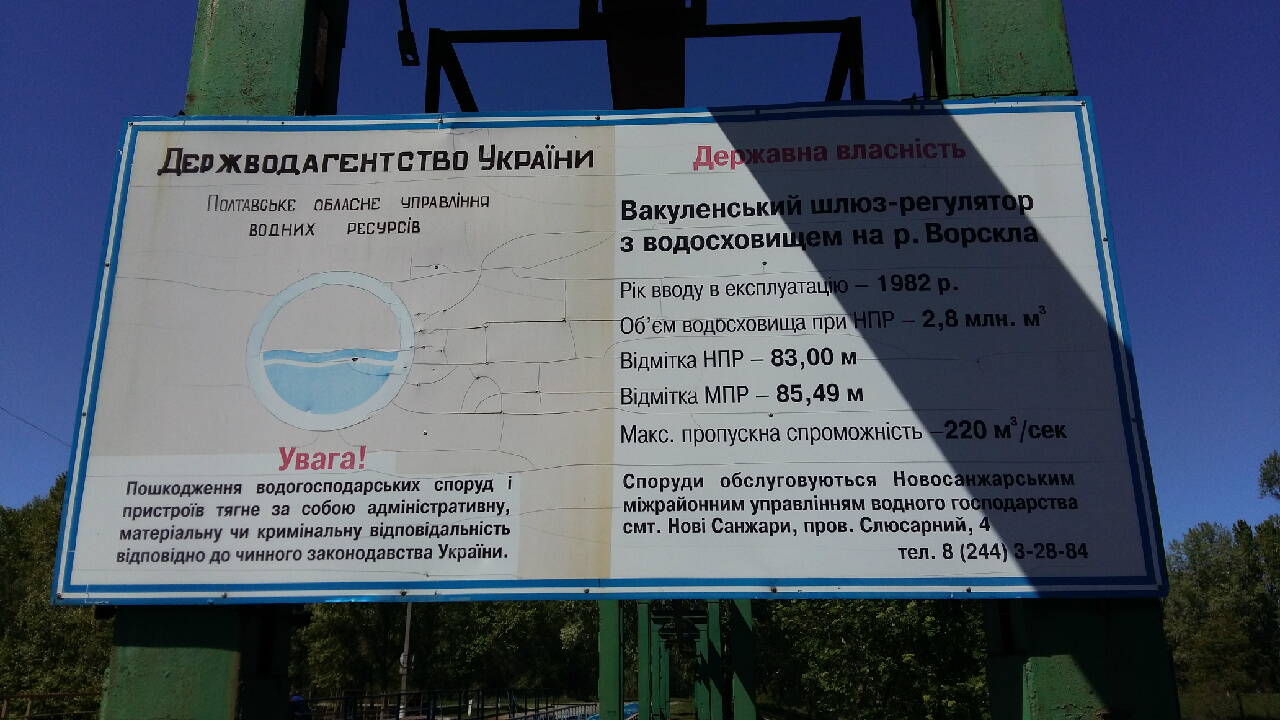 Держводагентство України
Полтавське обласне управління
водних ресурсів
Увага!
Пошкодження водогосподарських споруд і
пристроїв тягне за собою адміністративну,
матеріальну чи кримінальну відповідальність
відповідно до чинного законодавства України.
Державна власність
Вакуленський шлюз-регулятор
з водосховищем на р. Ворскла
Рік вводу в експлуатацію – 1982 р.
Об'єм водосховища при НПР – 2,8 млн. м³
Відмітка НПР – 83,00 м
Відмітка МПР – 85,49 м
Макс. пропускна спроможність –220 м³/сек
Споруди обслуговуються Новосанжарським
міжрайонним управлінням водного господарства
смт. Нові Санжари, пров. Слюсарний, 4
тел. 8 (244) 3-28-84